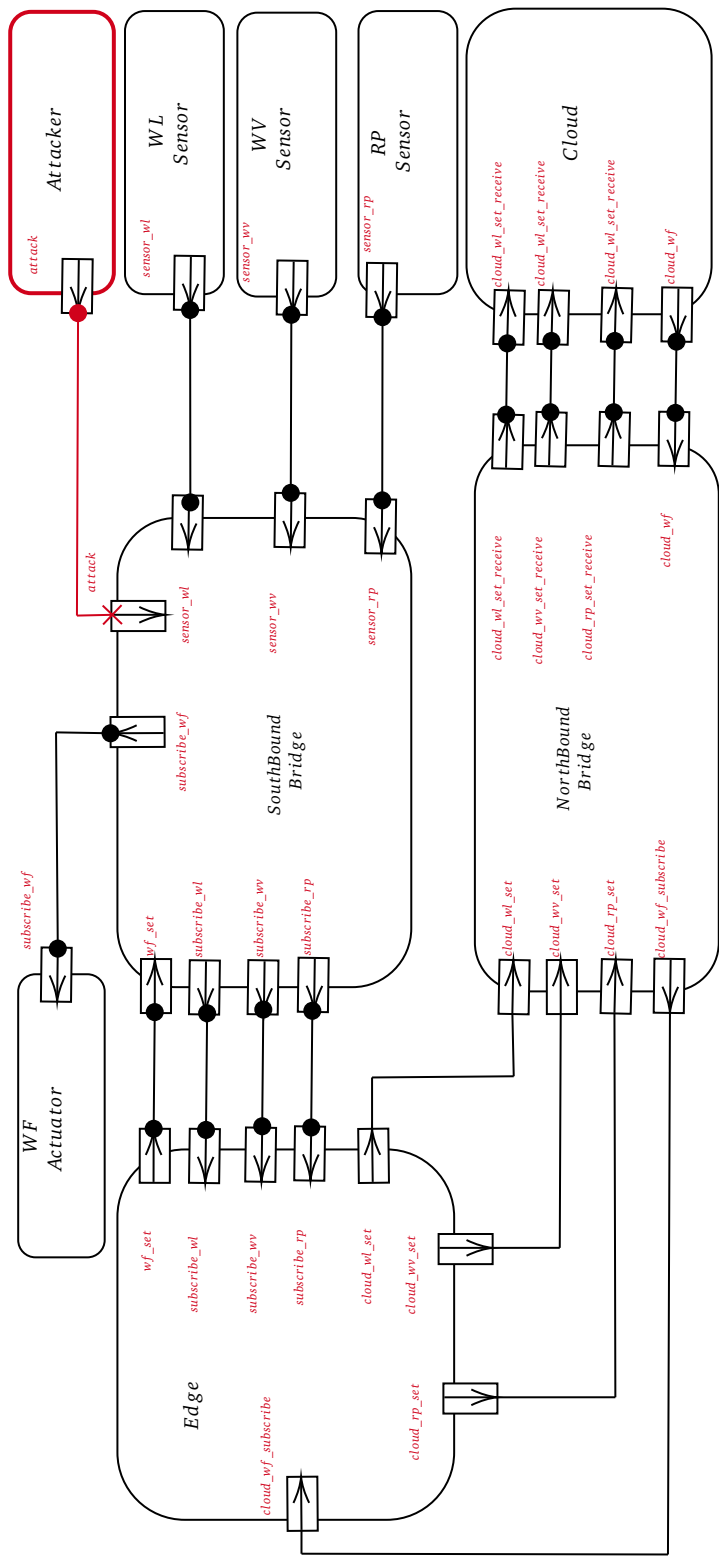 Attacker
attack
WL
Sensor
sensor_wl
WV
Sensor
sensor_wv
RP
Sensor
sensor_rp
Cloud
cloud_wl_set_receive
cloud_wl_set_receive
cloud_wl_set_receive
cloud_wf
attack
sensor_wl
sensor_wv
sensor_rp
subscribe_wf
SouthBound
Bridge
wf_set
subscribe_wl
subscribe_wv
subscribe_rp
cloud_wl_set_receive
cloud_wv_set_receive
cloud_rp_set_receive
cloud_wf
NorthBound
Bridge
cloud_wl_set
cloud_wv_set
cloud_rp_set
cloud_wf_subscribe
subscribe_wf
WF
Actuator
wf_set
subscribe_wl
subscribe_wv
subscribe_rp
cloud_wl_set
cloud_wv_set
Edge
cloud_wf_subscribe
cloud_rp_set